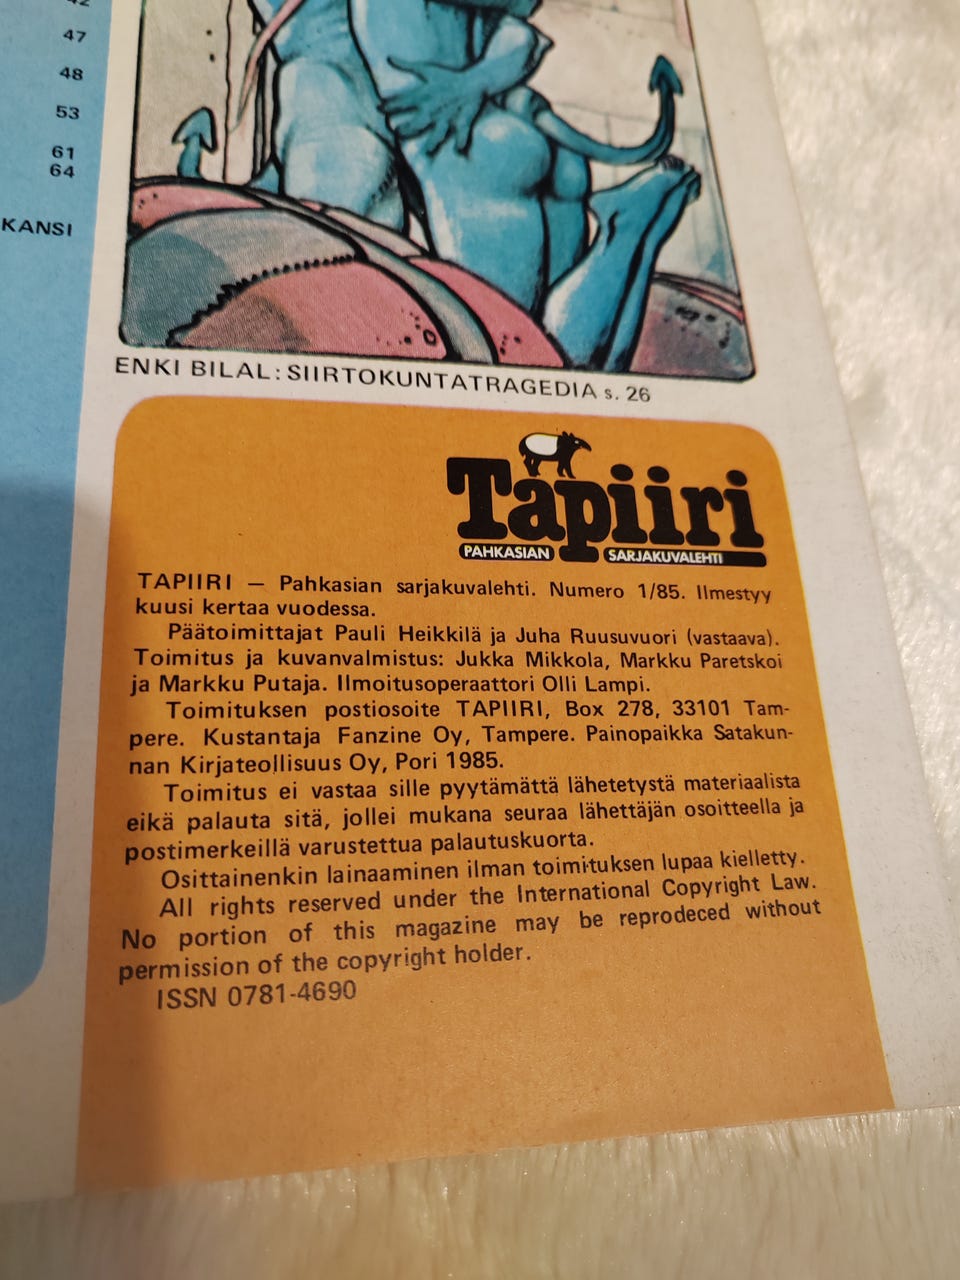 47
48
53
61
64
KANSI
ENKI BILAL: SIIRTOKUNTATRAGEDIA s. 26
Tapiiri
PAHKASIAN SARJAKUVALEHTI
TAPIIRI — Pahkasian sarjakuvalehti. Numero 1/85. Ilmestyy
kuusi kertaa vuodessa.
Päätoimittajat Pauli Heikkilä ja Juha Ruusuvuori (vastaava).
Toimitus ja kuvanvalmistus: Jukka Mikkola, Markku Paretskoi
ja Markku Putaja. Ilmoitusoperaattori Olli Lampi.
Toimituksen postiosoite TAPIIRI, Box 278, 33101 Tam-
pere. Kustantaja Fanzine Oy, Tampere. Painopaikka Satakun-
nan Kirjateollisuus Oy, Pori 1985.
Toimitus ei vastaa sille pyytämättä lähetetystä materiaalista
eikä palauta sitä, jollei mukana seuraa lähettäjän osoitteella ja
postimerkeillä varustettua palautuskuorta.
Osittainenkin lainaaminen ilman toimituksen lupaa kielletty.
All rights reserved under the International Copyright Law.
No portion of this magazine may be reprodeced without
permission of the copyright holder.
ISSN 0781-4690